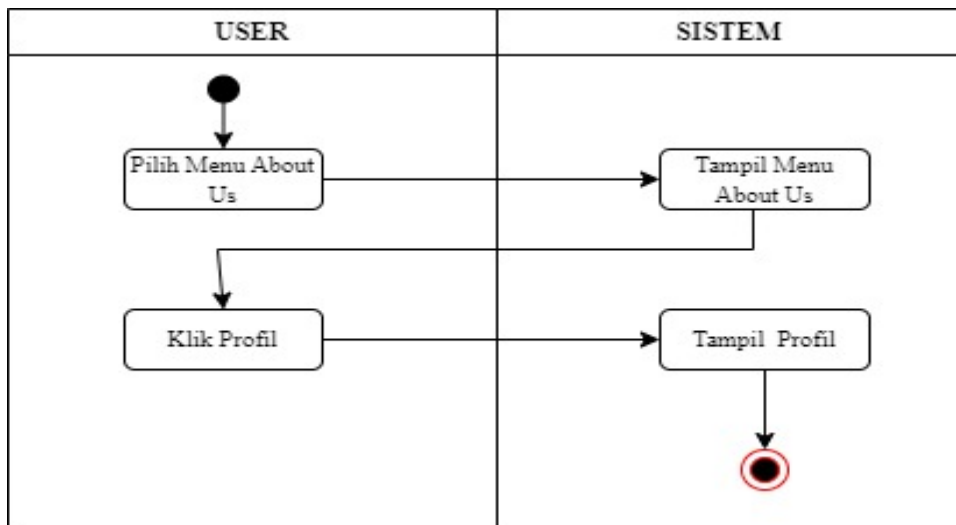 USER
SISTEM
Pilih Menu About
Us
Tampil Menu
About Us
Klik Profil
Tampil Profil